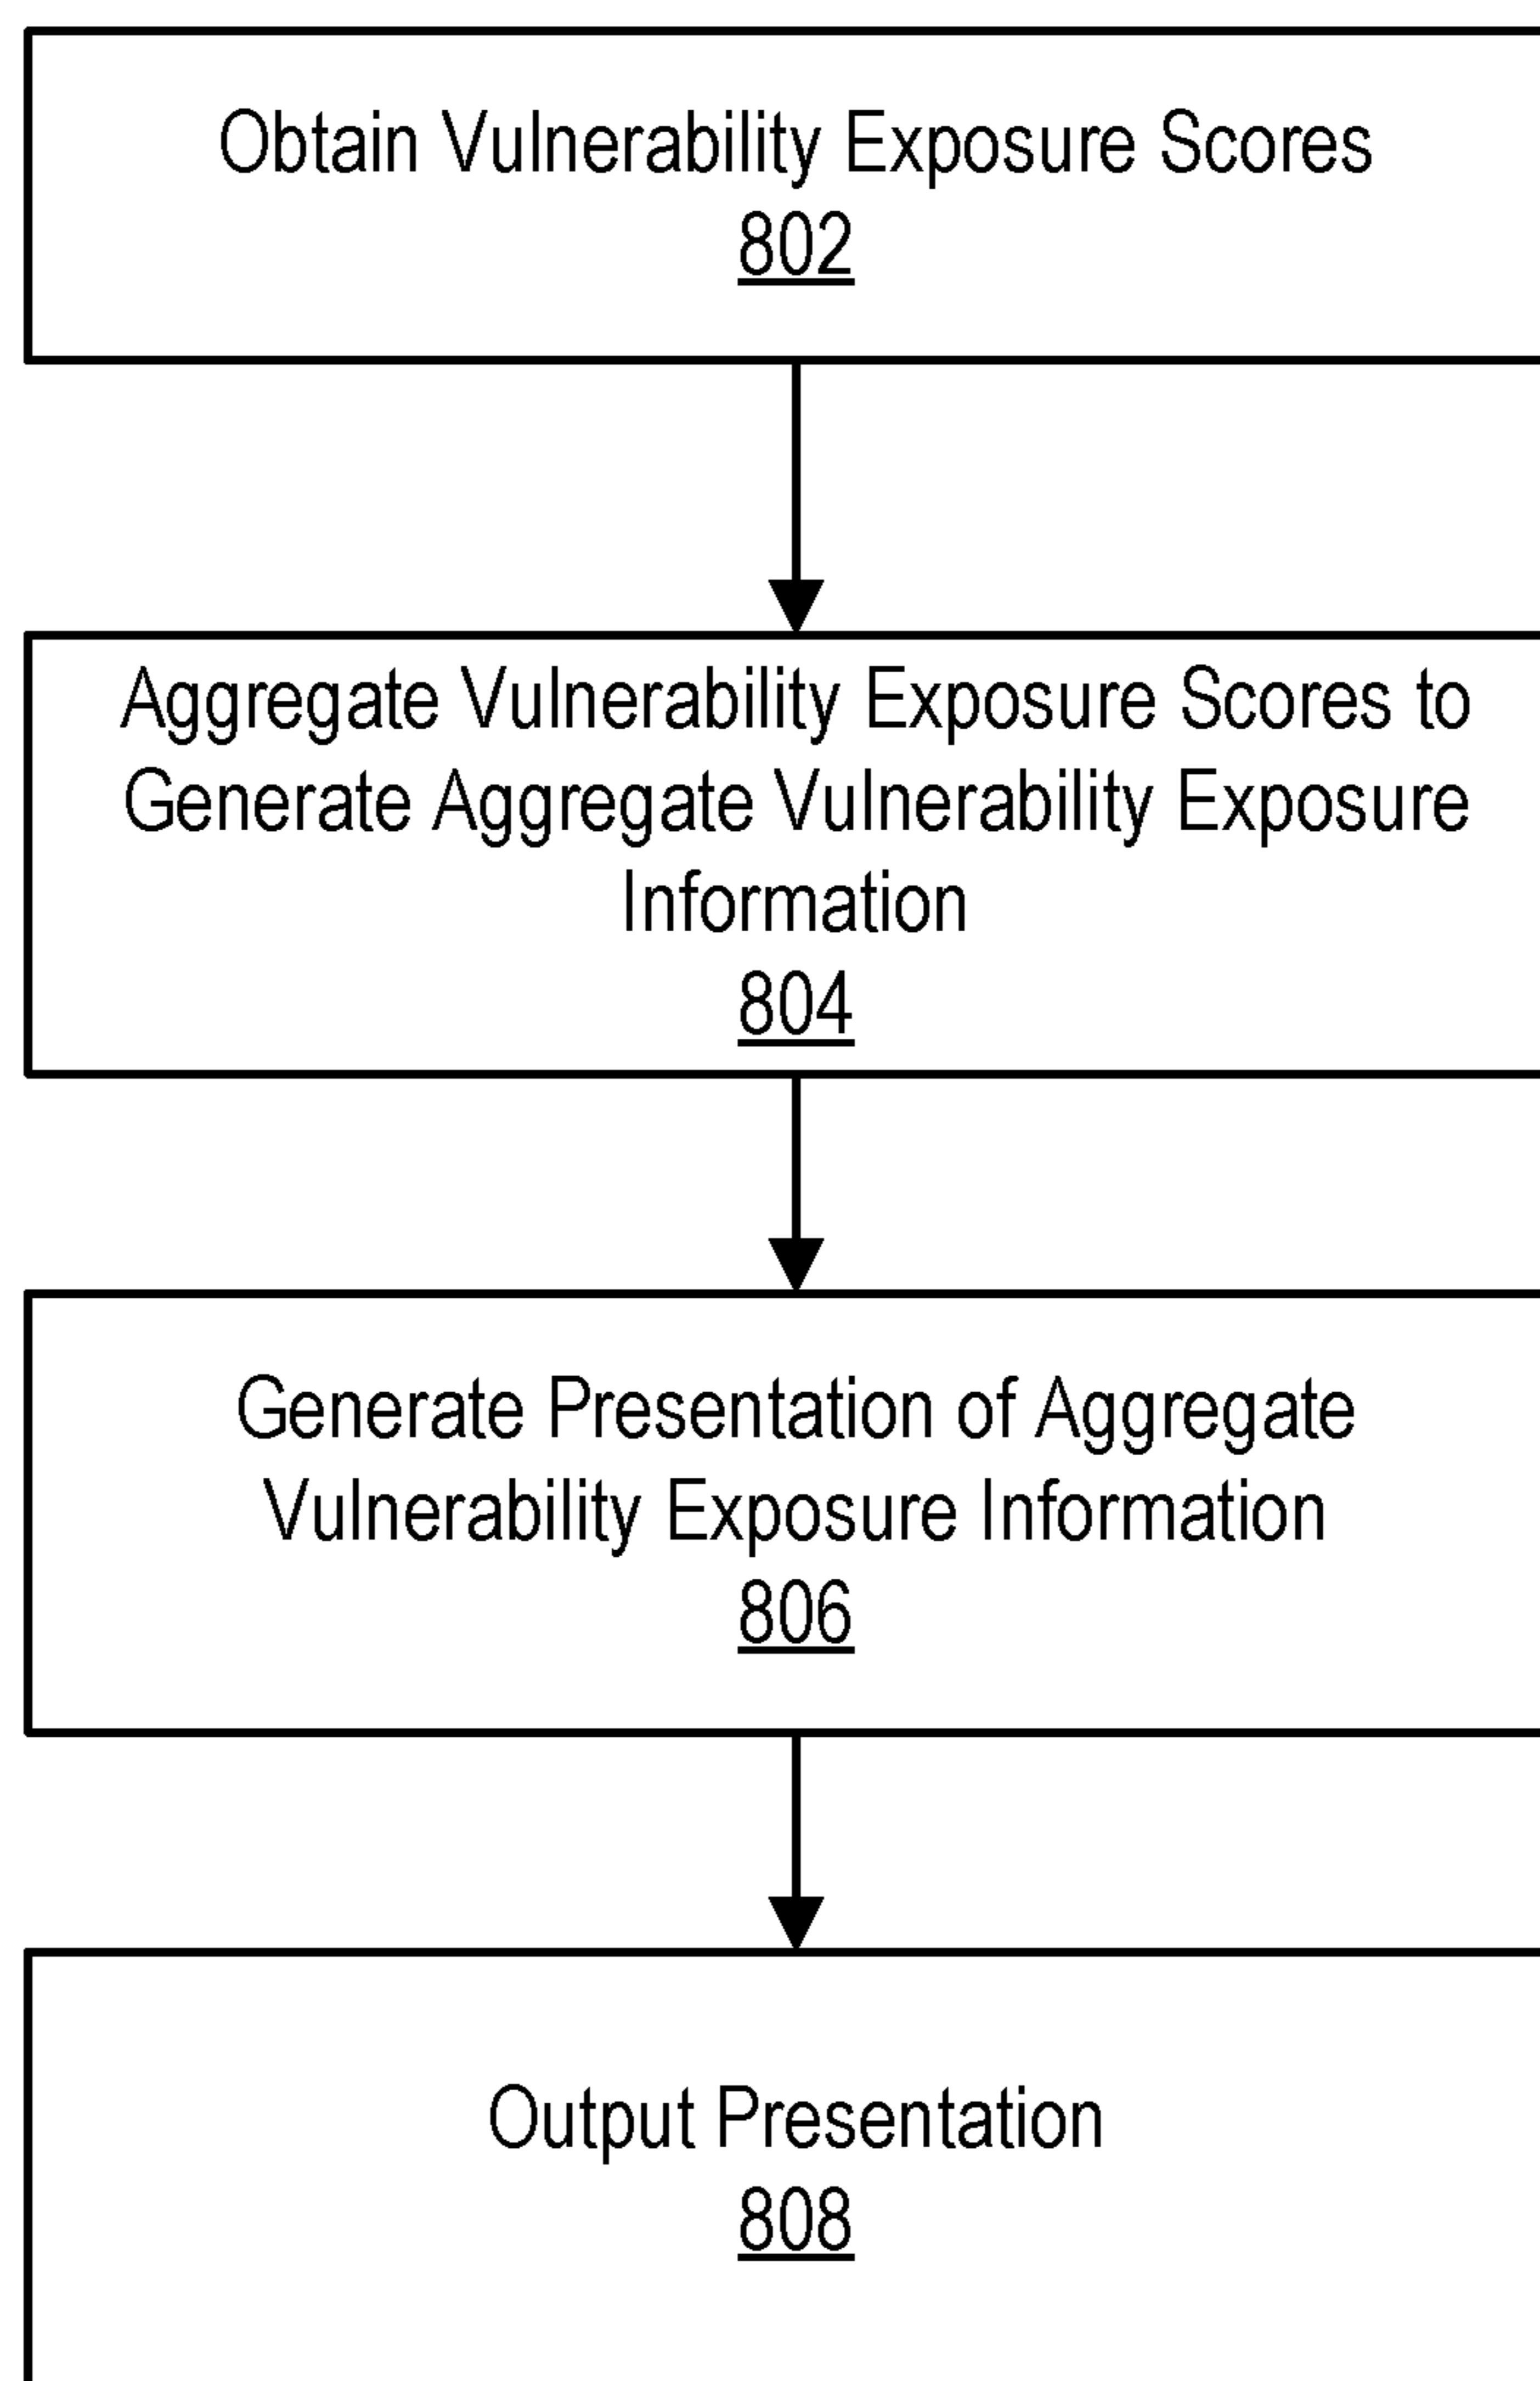 Obtain Vulnerability Exposure Scores
802
Aggregate Vulnerability Exposure Scores to
Generate Aggregate Vulnerability Exposure
Information
804
Generate Presentation of Aggregate
Vulnerability Exposure Information
806
Output Presentation
808